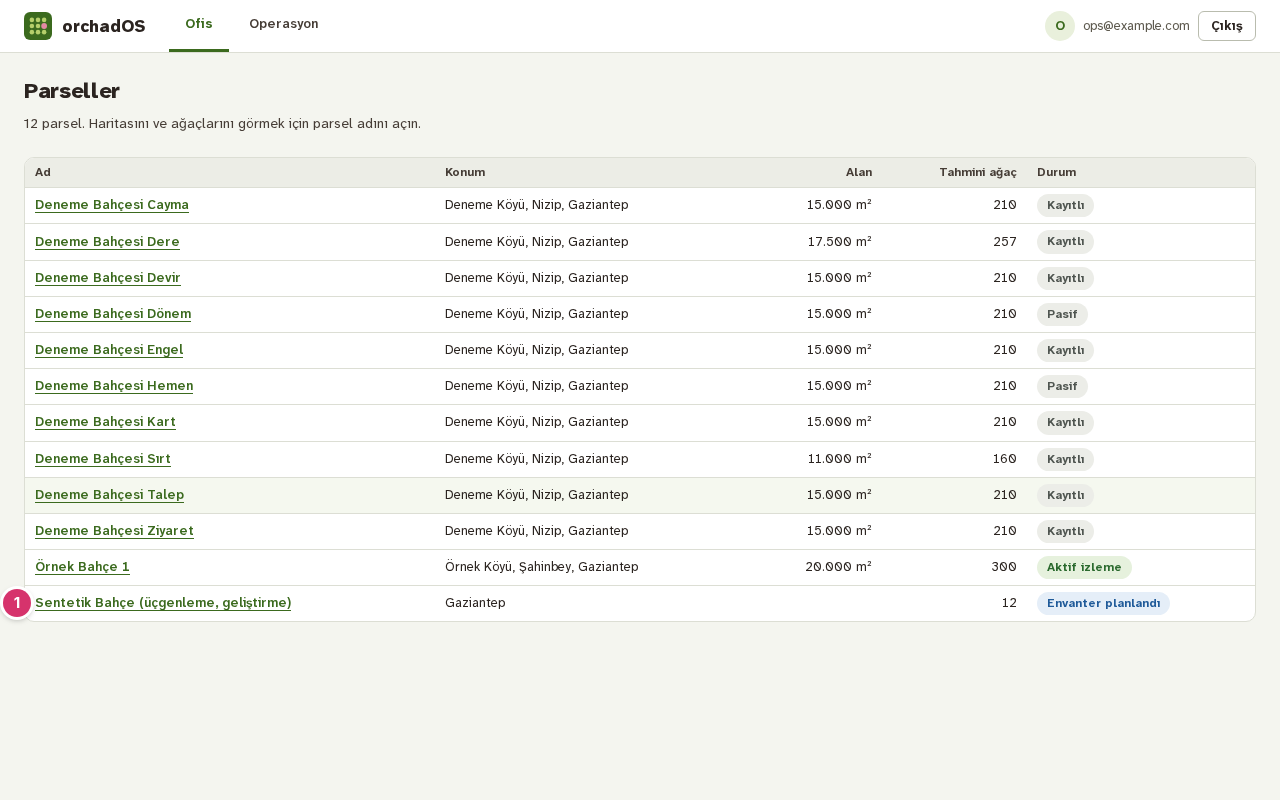 orchadOS Ofis Operasyon O ops@example.com Çıkış
Parseller
12 parsel. Haritasını ve ağaçlarını görmek için parsel adını açın.
Ad Konum Alan Tahmini ağaç Durum
Deneme Bahçesi Cayma Deneme Köyü, Nizip, Gaziantep 15.000 m² 210 Kayıtlı
Deneme Bahçesi Dere Deneme Köyü, Nizip, Gaziantep 17.500 m² 257 Kayıtlı
Deneme Bahçesi Devir Deneme Köyü, Nizip, Gaziantep 15.000 m² 210 Kayıtlı
Deneme Bahçesi Dönem Deneme Köyü, Nizip, Gaziantep 15.000 m² 210 Pasif
Deneme Bahçesi Engel Deneme Köyü, Nizip, Gaziantep 15.000 m² 210 Kayıtlı
Deneme Bahçesi Hemen Deneme Köyü, Nizip, Gaziantep 15.000 m² 210 Pasif
Deneme Bahçesi Kart Deneme Köyü, Nizip, Gaziantep 15.000 m² 210 Kayıtlı
Deneme Bahçesi Sırt Deneme Köyü, Nizip, Gaziantep 11.000 m² 160 Kayıtlı
Deneme Bahçesi Talep Deneme Köyü, Nizip, Gaziantep 15.000 m² 210 Kayıtlı
Deneme Bahçesi Ziyaret Deneme Köyü, Nizip, Gaziantep 15.000 m² 210 Kayıtlı
Örnek Bahçe 1 Örnek Köyü, Şahinbey, Gaziantep 20.000 m² 300 Aktif izleme
1 Sentetik Bahçe (üçgenleme, geliştirme) Gaziantep 12 Envanter planlandı